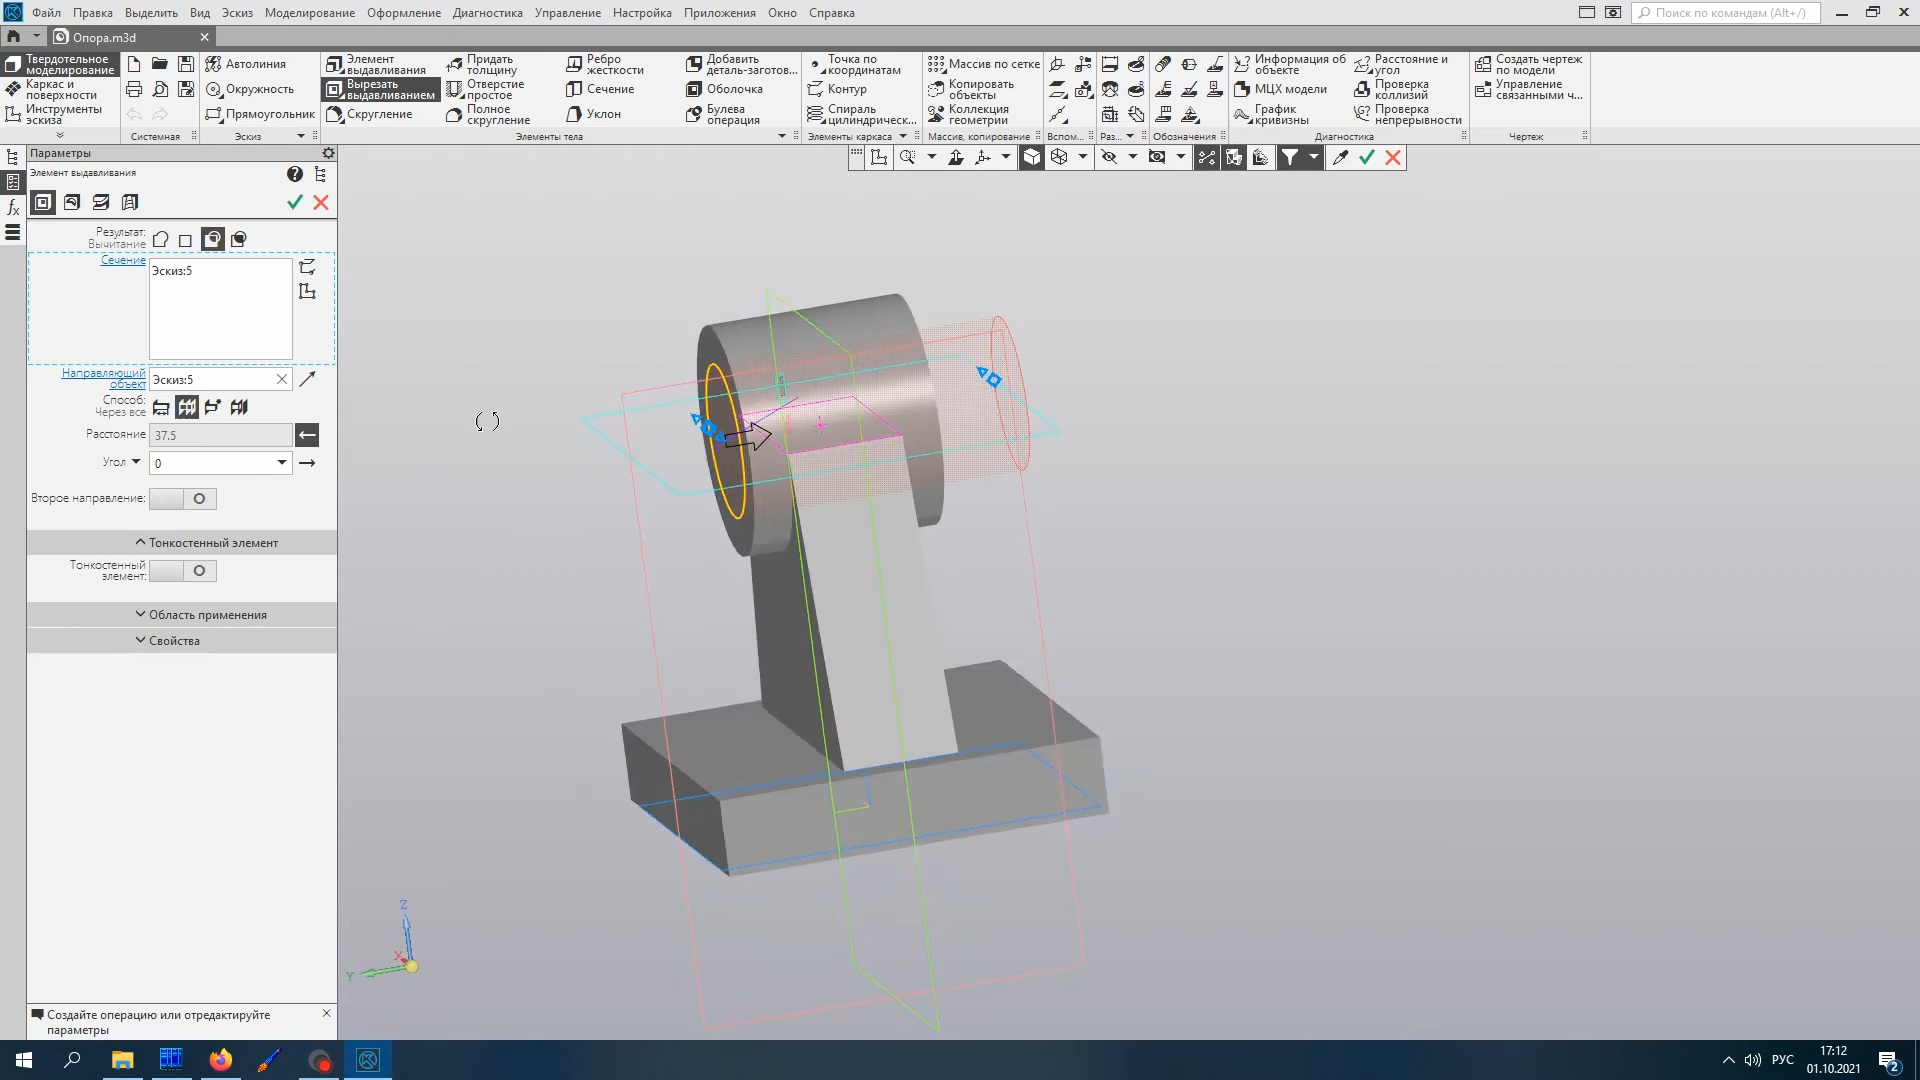 Файл Правка Выделить Вид Эскиз Моделирование Оформление Диагностика Управление Настройка Приложения Окно Справка
Поиск по командам (Alt+/)
Опора.m3d
Твердотельное моделирование
Каркас и поверхности
Инструменты эскиза
Системная
Автолиния
Окружность
Прямоугольник
Эскиз
Элемент выдавливания
Вырезать выдавливанием
Скругление
Придать толщину
Отверстие простое
Полное скругление
Ребро жесткости
Сечение
Уклон
Добавить деталь-заготов...
Оболочка
Булева операция
Элементы тела
Точка по координатам
Контур
Спираль цилиндрическ...
Элементы каркаса
Массив по сетке
Копировать объекты
Коллекция геометрии
Массив, копирование
Вспом...
Раз...
Обозначения
Информация об объекте
МЦХ модели
График кривизны
Расстояние и угол
Проверка коллизий
Проверка непрерывности
Диагностика
Создать чертеж по модели
Управление связанными ч...
Чертеж
Параметры
Элемент выдавливания
Результат:
Вычитание
Сечение
Эскиз:5
Направляющий объект
Эскиз:5
Способ:
Через все
Расстояние
37.5
Угол
0
Второе направление:
Тонкостенный элемент
Тонкостенный элемент:
Область применения
Свойства
Z
X
Y
Создайте операцию или отредактируйте
параметры
РУС
17:12
01.10.2021
2